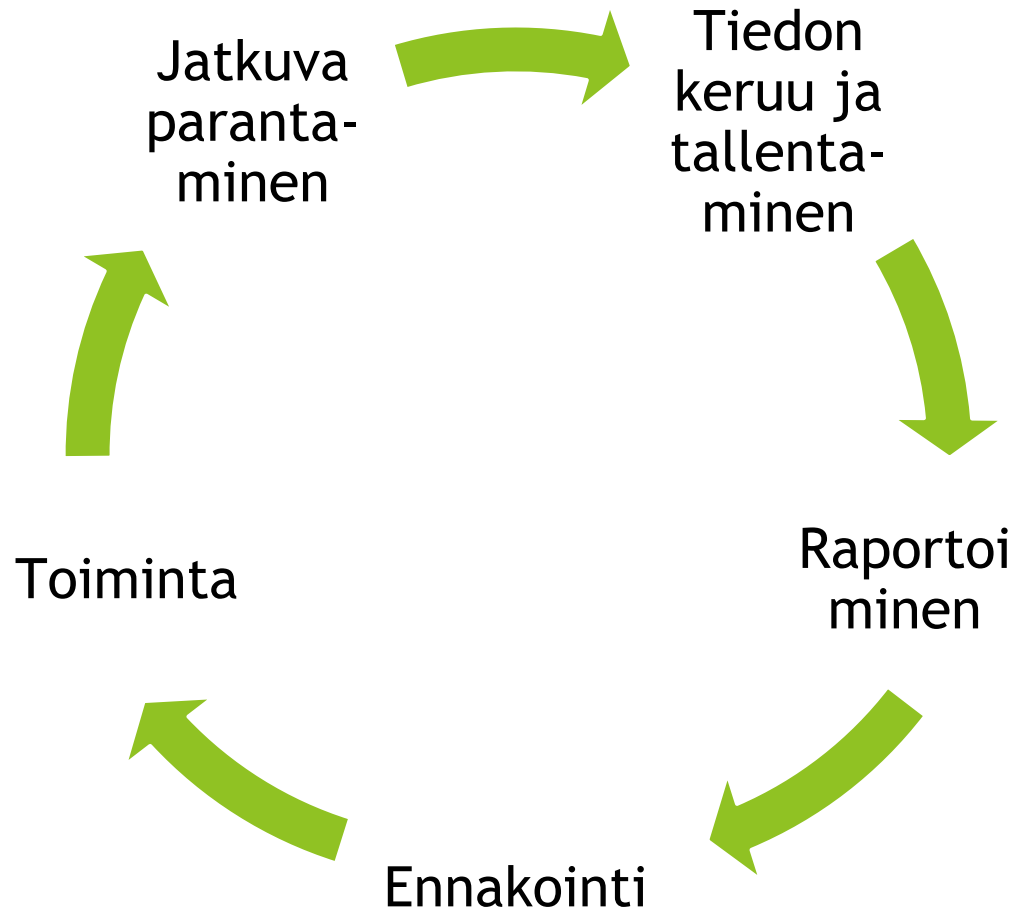 Jatkuva
paranta-
minen
Tiedon
keruu ja
tallenta-
minen
Raportoi
minen
Ennakointi
Toiminta